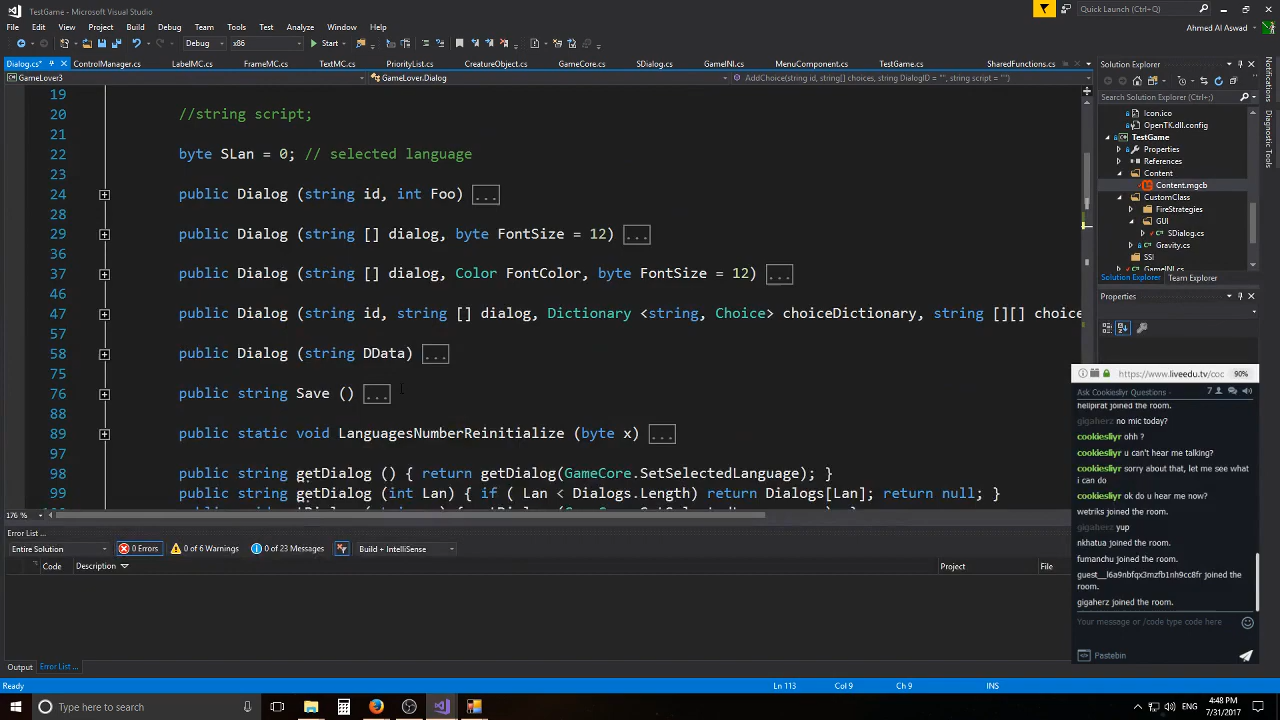 TestGame - Microsoft Visual Studio
Quick Launch (Ctrl+Q)
File Edit View Project Build Debug Team Tools Test Analyze Window Help
Ahmed Al Aswad
Debug x86 Start
Dialog.cs* ControlManager.cs LabelMC.cs FrameMC.cs TextMC.cs PriorityList.cs CreatureObject.cs GameCore.cs SDialog.cs GameINI.cs MenuComponent.cs TestGame.cs SharedFunctions.cs
GameLover3 GameLover.Dialog AddChoice(string id, string[] choices, string DialogID = "", string script = "")
19
20 //string script;
21
22 byte SLan = 0; // selected language
23
24 public Dialog (string id, int Foo) ...
28
29 public Dialog (string [] dialog, byte FontSize = 12) ...
36
37 public Dialog (string [] dialog, Color FontColor, byte FontSize = 12) ...
46
47 public Dialog (string id, string [] dialog, Dictionary <string, Choice> choiceDictionary, string [][] choice
57
58 public Dialog (string DData) ...
75
76 public string Save () ...
88
89 public static void LanguagesNumberReinitialize (byte x) ...
97
98 public string getDialog () { return getDialog(GameCore.SetSelectedLanguage); }
99 public string getDialog (int Lan) { if ( Lan < Dialogs.Length) return Dialogs[Lan]; return null; }
176 %
Error List ...
Entire Solution 0 Errors 0 of 6 Warnings 0 of 23 Messages Build + IntelliSense
Code Description Project File
Output Error List ...
Ready Ln 113 Col 9 Ch 9 INS
Solution Explorer
Search Solution Explorer (Ctrl+;)
Icon.ico
OpenTK.dll.config
TestGame
Properties
References
Content
Content.mgcb
CustomClass
FireStrategies
GUI
SDialog.cs
Gravity.cs
SSI
GameINI.cs
Solution Explorer Team Explorer
Properties
Notifications
Diagnostic Tools
https://www.liveedu.tv/coc 90%
Ask Cookieslyr Questions - 7
hellpirat joined the room.
gigaherz no mic today?
cookieslyr ohh ?
cookieslyr u can't hear me talking?
cookieslyr sorry about that, let me see what
i can do
cookieslyr ok do u hear me now?
wetriks joined the room.
gigaherz yup
nkhatua joined the room.
fumanchu joined the room.
guest__l6a9nbfqx3mzfb1nh9cc8fr joined the
room.
gigaherz joined the room.
Your message or /code type code here
Pastebin
Type here to search
ENG
4:48 PM
7/31/2017